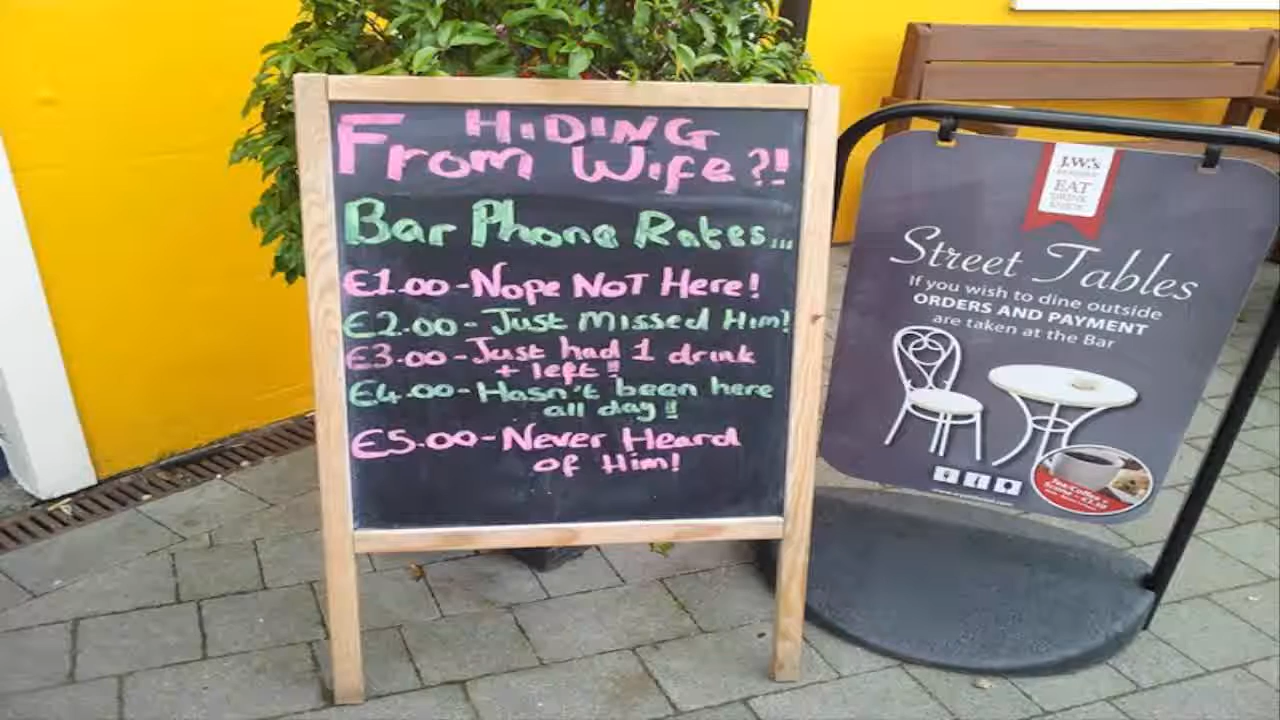 HiDiNG
From Wife?!
Bar Phone Rates...
€1.00-Nope NoT Here!
€2.00-Just Missed Him!
€3.00-Just had 1 drink
+ left!!
€4.00-Hasn't been here
all day!!
€5.00-Never Heard
of Him!
J.W.'s
EAT
Street Tables
If you wish to dine outside
ORDERS AND PAYMENT
are taken at the Bar
Tea/Coffee +